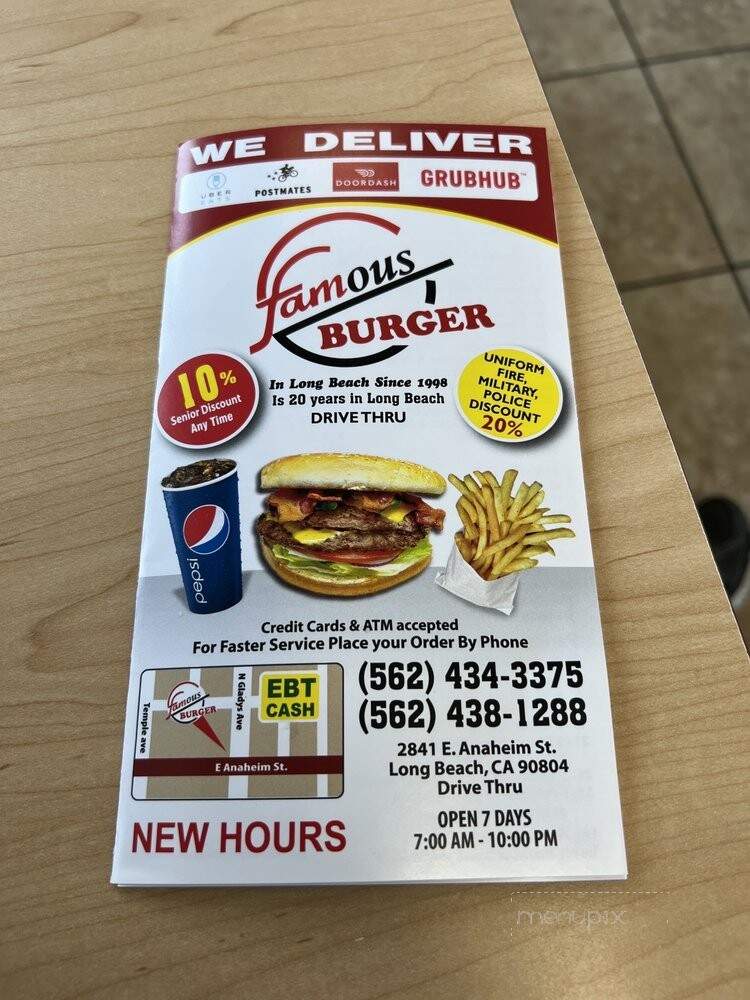 WE DELIVER
UBER
EATS
POSTMATES
DOORDASH
GRUBHUB™
Famous
BURGER
10%
Senior Discount
Any Time
In Long Beach Since 1998
Is 20 years in Long Beach
DRIVE THRU
UNIFORM
FIRE,
MILITARY,
POLICE
DISCOUNT
20%
pepsi
Credit Cards & ATM accepted
For Faster Service Place your Order By Phone
Temple ave
Famous
BURGER
N Gladys Ave
EBT
CASH
E Anaheim St.
(562) 434-3375
(562) 438-1288
2841 E. Anaheim St.
Long Beach, CA 90804
Drive Thru
NEW HOURS
OPEN 7 DAYS
7:00 AM - 10:00 PM
menupix